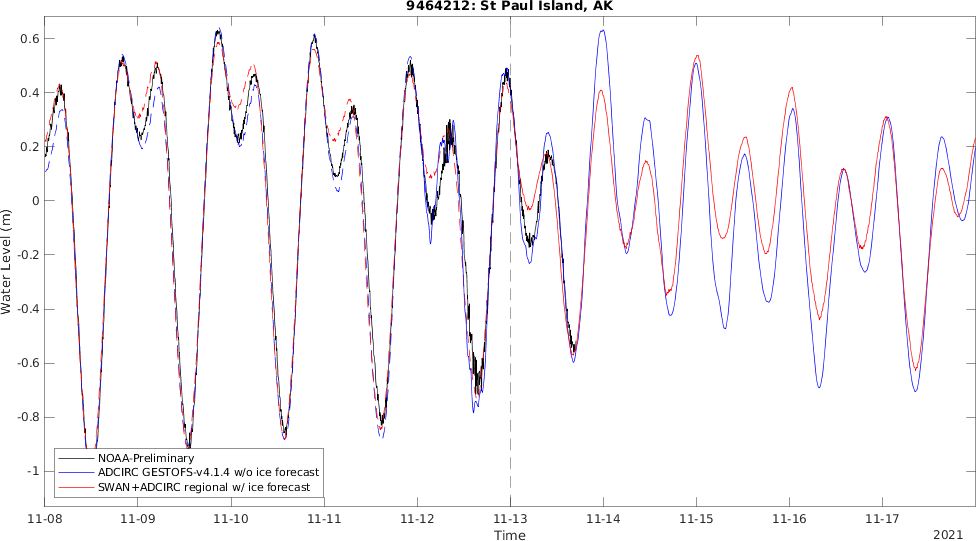 9464212: St Paul Island, AK
0.6
0.4
0.2
0
-0.2
-0.4
-0.6
-0.8
-1
Water Level (m)
NOAA-Preliminary
ADCIRC GESTOFS-v4.1.4 w/o ice forecast
SWAN+ADCIRC regional w/ ice forecast
11-08 11-09 11-10 11-11 11-12 11-13 11-14 11-15 11-16 11-17
Time
2021